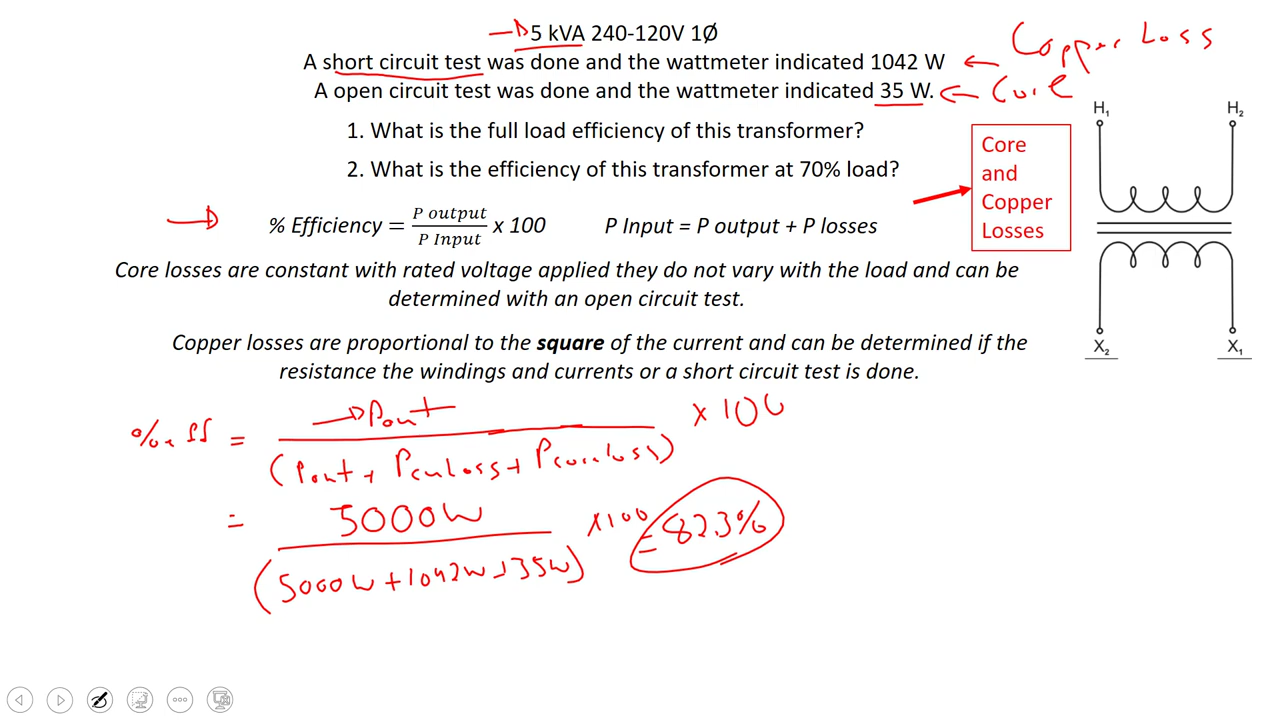 → 5 kVA 240-120V 1Ø
A short circuit test was done and the wattmeter indicated 1042 W ← Copper Loss
A open circuit test was done and the wattmeter indicated 35 W. ← Core
1. What is the full load efficiency of this transformer?
2. What is the efficiency of this transformer at 70% load?
H₁ H₂
Core
and
Copper
Losses
→ % Efficiency = P output / P Input x 100 P Input = P output + P losses
Core losses are constant with rated voltage applied they do not vary with the load and can be
determined with an open circuit test.
Copper losses are proportional to the square of the current and can be determined if the
resistance the windings and currents or a short circuit test is done.
X₂ X₁
% eff = → Pout / (Pout + Pcu loss + Pcore loss) x 100
= 5000W / (5000W + 1042W + 35W) x 100 = 82.3%